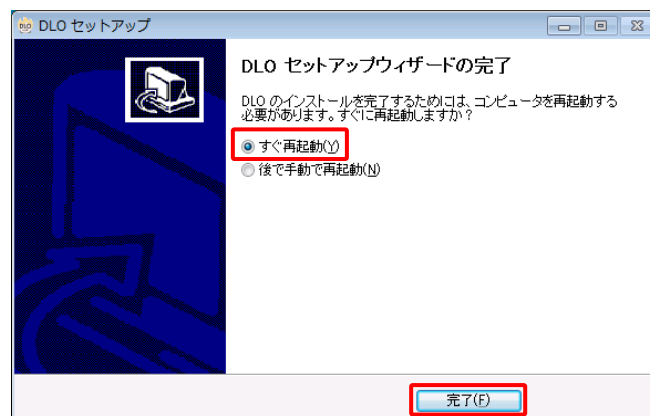 DLO DLO セットアップ
DLO セットアップウィザードの完了
DLO のインストールを完了するためには、コンピュータを再起動する
必要があります。すぐに再起動しますか？
すぐ再起動(Y)
後で手動で再起動(N)
完了(F)